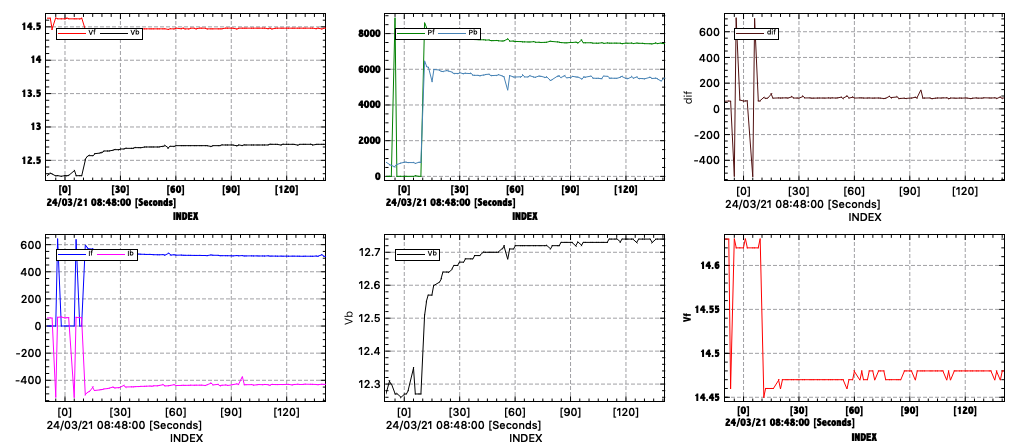 14.5
14
13.5
13
12.5
Vf Vb
[0] [30] [60] [90] [120]
24/03/21 08:48:00 [Seconds]
INDEX
8000
6000
4000
2000
0
Pf Pb
[0] [30] [60] [90] [120]
24/03/21 08:48:00 [Seconds]
INDEX
dif
600
400
200
0
-200
-400
dif
[0] [30] [60] [90] [120]
24/03/21 08:48:00 [Seconds]
INDEX
600
400
200
0
-200
-400
If Ib
[0] [30] [60] [90] [120]
24/03/21 08:48:00 [Seconds]
INDEX
Vb
12.7
12.6
12.5
12.4
12.3
Vb
[0] [30] [60] [90] [120]
24/03/21 08:48:00 [Seconds]
INDEX
Vf
14.6
14.55
14.5
14.45
[0] [30] [60] [90] [120]
24/03/21 08:48:00 [Seconds]
INDEX